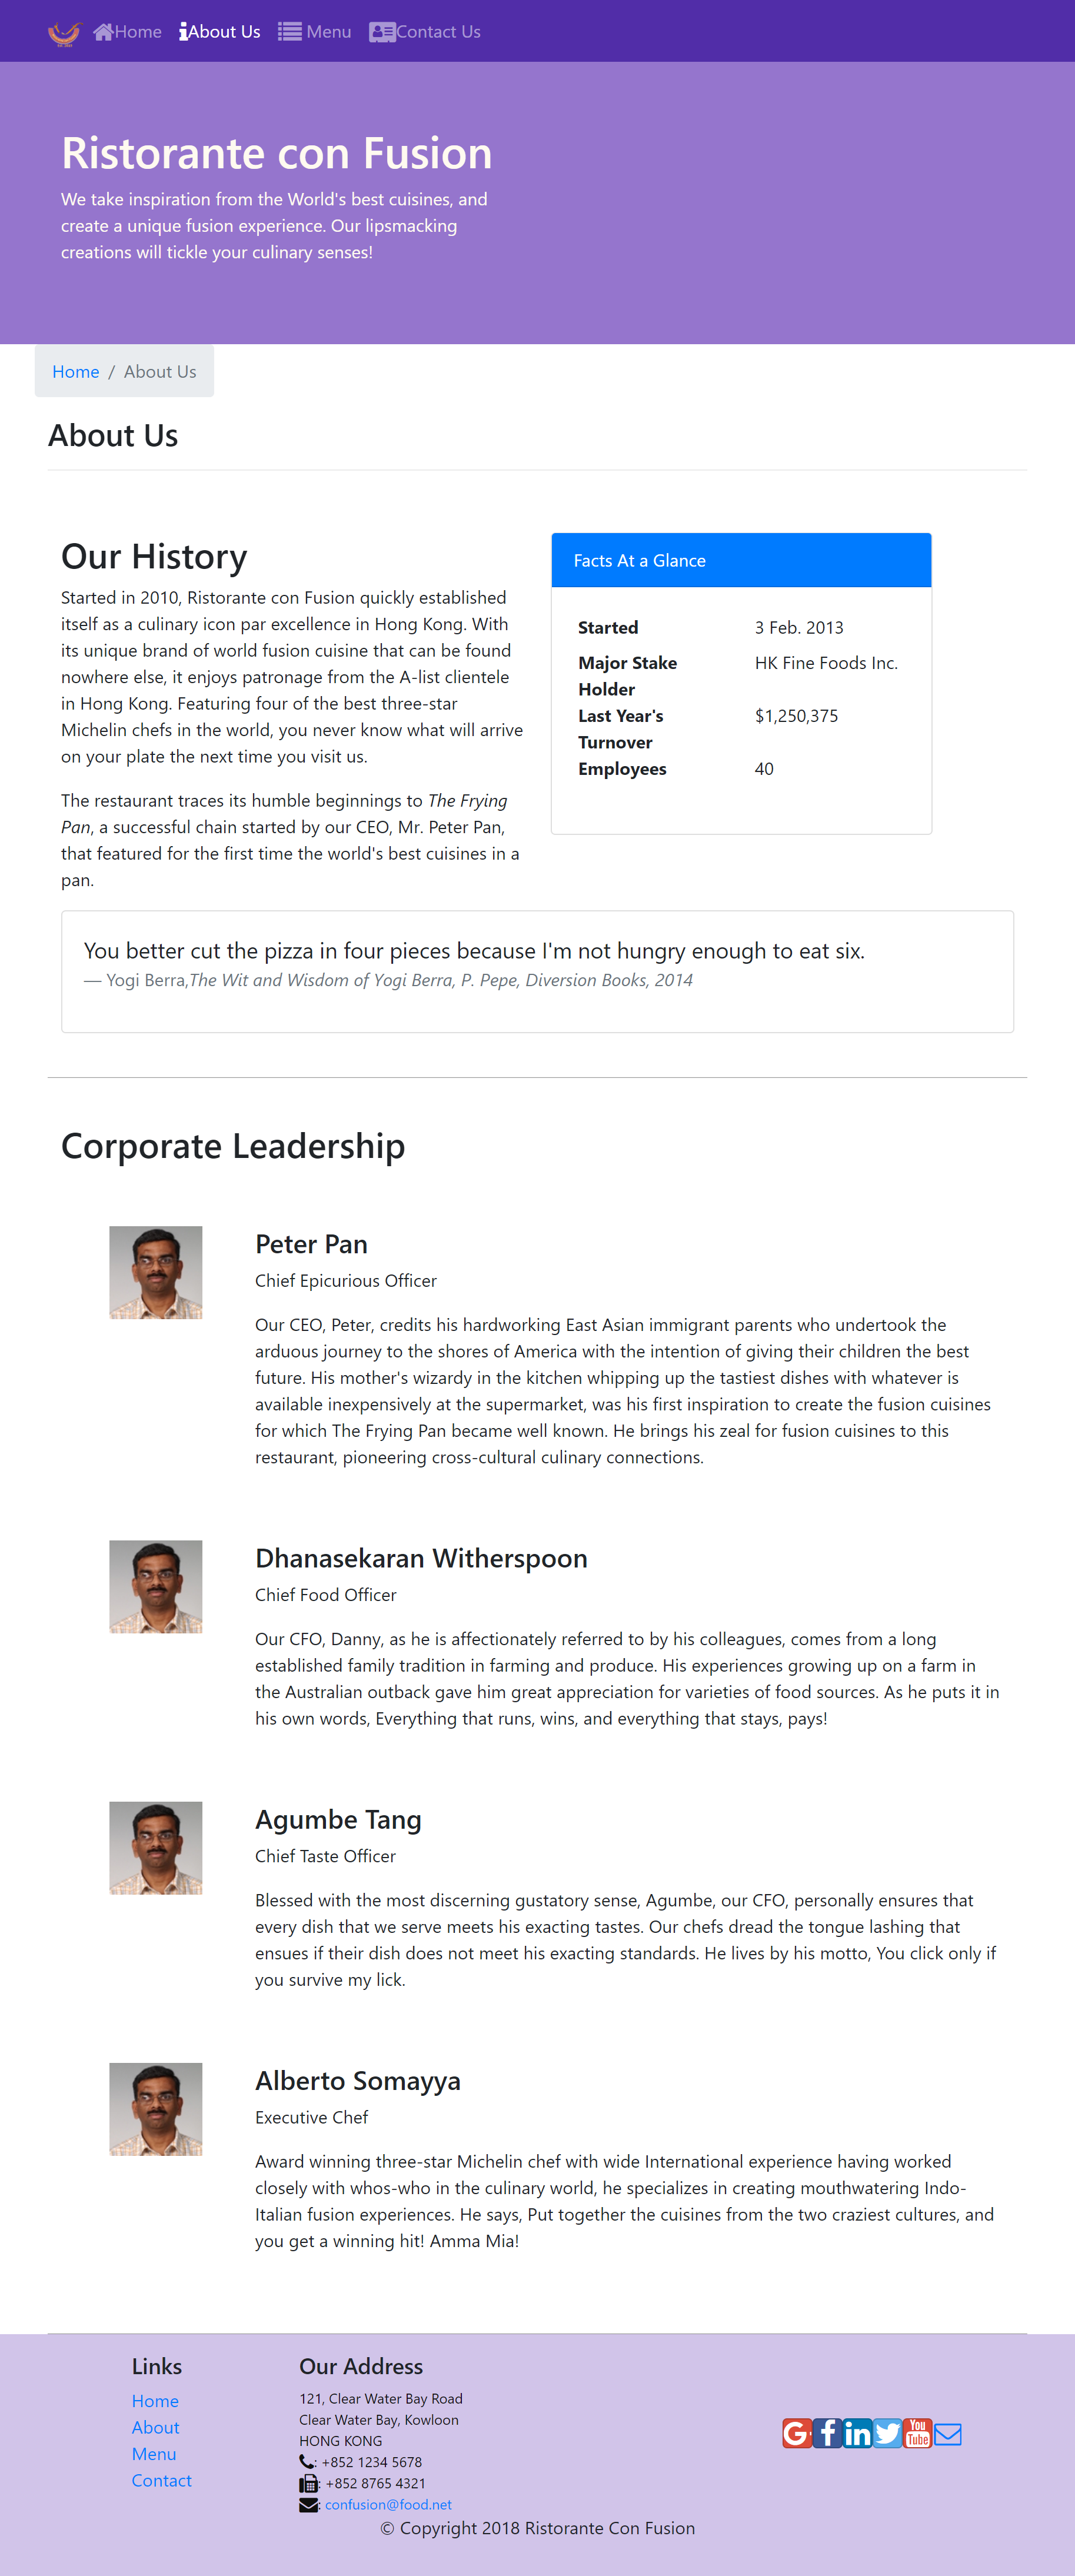 Home About Us Menu Contact Us
Ristorante con Fusion
We take inspiration from the World's best cuisines, and
create a unique fusion experience. Our lipsmacking
creations will tickle your culinary senses!
Home / About Us
About Us
Our History
Started in 2010, Ristorante con Fusion quickly established
itself as a culinary icon par excellence in Hong Kong. With
its unique brand of world fusion cuisine that can be found
nowhere else, it enjoys patronage from the A-list clientele
in Hong Kong. Featuring four of the best three-star
Michelin chefs in the world, you never know what will arrive
on your plate the next time you visit us.
The restaurant traces its humble beginnings to The Frying
Pan, a successful chain started by our CEO, Mr. Peter Pan,
that featured for the first time the world's best cuisines in a
pan.
Facts At a Glance
Started 3 Feb. 2013
Major Stake HK Fine Foods Inc.
Holder
Last Year's $1,250,375
Turnover
Employees 40
You better cut the pizza in four pieces because I'm not hungry enough to eat six.
— Yogi Berra,The Wit and Wisdom of Yogi Berra, P. Pepe, Diversion Books, 2014
Corporate Leadership
Peter Pan
Chief Epicurious Officer
Our CEO, Peter, credits his hardworking East Asian immigrant parents who undertook the
arduous journey to the shores of America with the intention of giving their children the best
future. His mother's wizardy in the kitchen whipping up the tastiest dishes with whatever is
available inexpensively at the supermarket, was his first inspiration to create the fusion cuisines
for which The Frying Pan became well known. He brings his zeal for fusion cuisines to this
restaurant, pioneering cross-cultural culinary connections.
Dhanasekaran Witherspoon
Chief Food Officer
Our CFO, Danny, as he is affectionately referred to by his colleagues, comes from a long
established family tradition in farming and produce. His experiences growing up on a farm in
the Australian outback gave him great appreciation for varieties of food sources. As he puts it in
his own words, Everything that runs, wins, and everything that stays, pays!
Agumbe Tang
Chief Taste Officer
Blessed with the most discerning gustatory sense, Agumbe, our CFO, personally ensures that
every dish that we serve meets his exacting tastes. Our chefs dread the tongue lashing that
ensues if their dish does not meet his exacting standards. He lives by his motto, You click only if
you survive my lick.
Alberto Somayya
Executive Chef
Award winning three-star Michelin chef with wide International experience having worked
closely with whos-who in the culinary world, he specializes in creating mouthwatering Indo-
Italian fusion experiences. He says, Put together the cuisines from the two craziest cultures, and
you get a winning hit! Amma Mia!
Links
Home
About
Menu
Contact
Our Address
121, Clear Water Bay Road
Clear Water Bay, Kowloon
HONG KONG
: +852 1234 5678
: +852 8765 4321
: confusion@food.net
G+ f in You Tube
© Copyright 2018 Ristorante Con Fusion